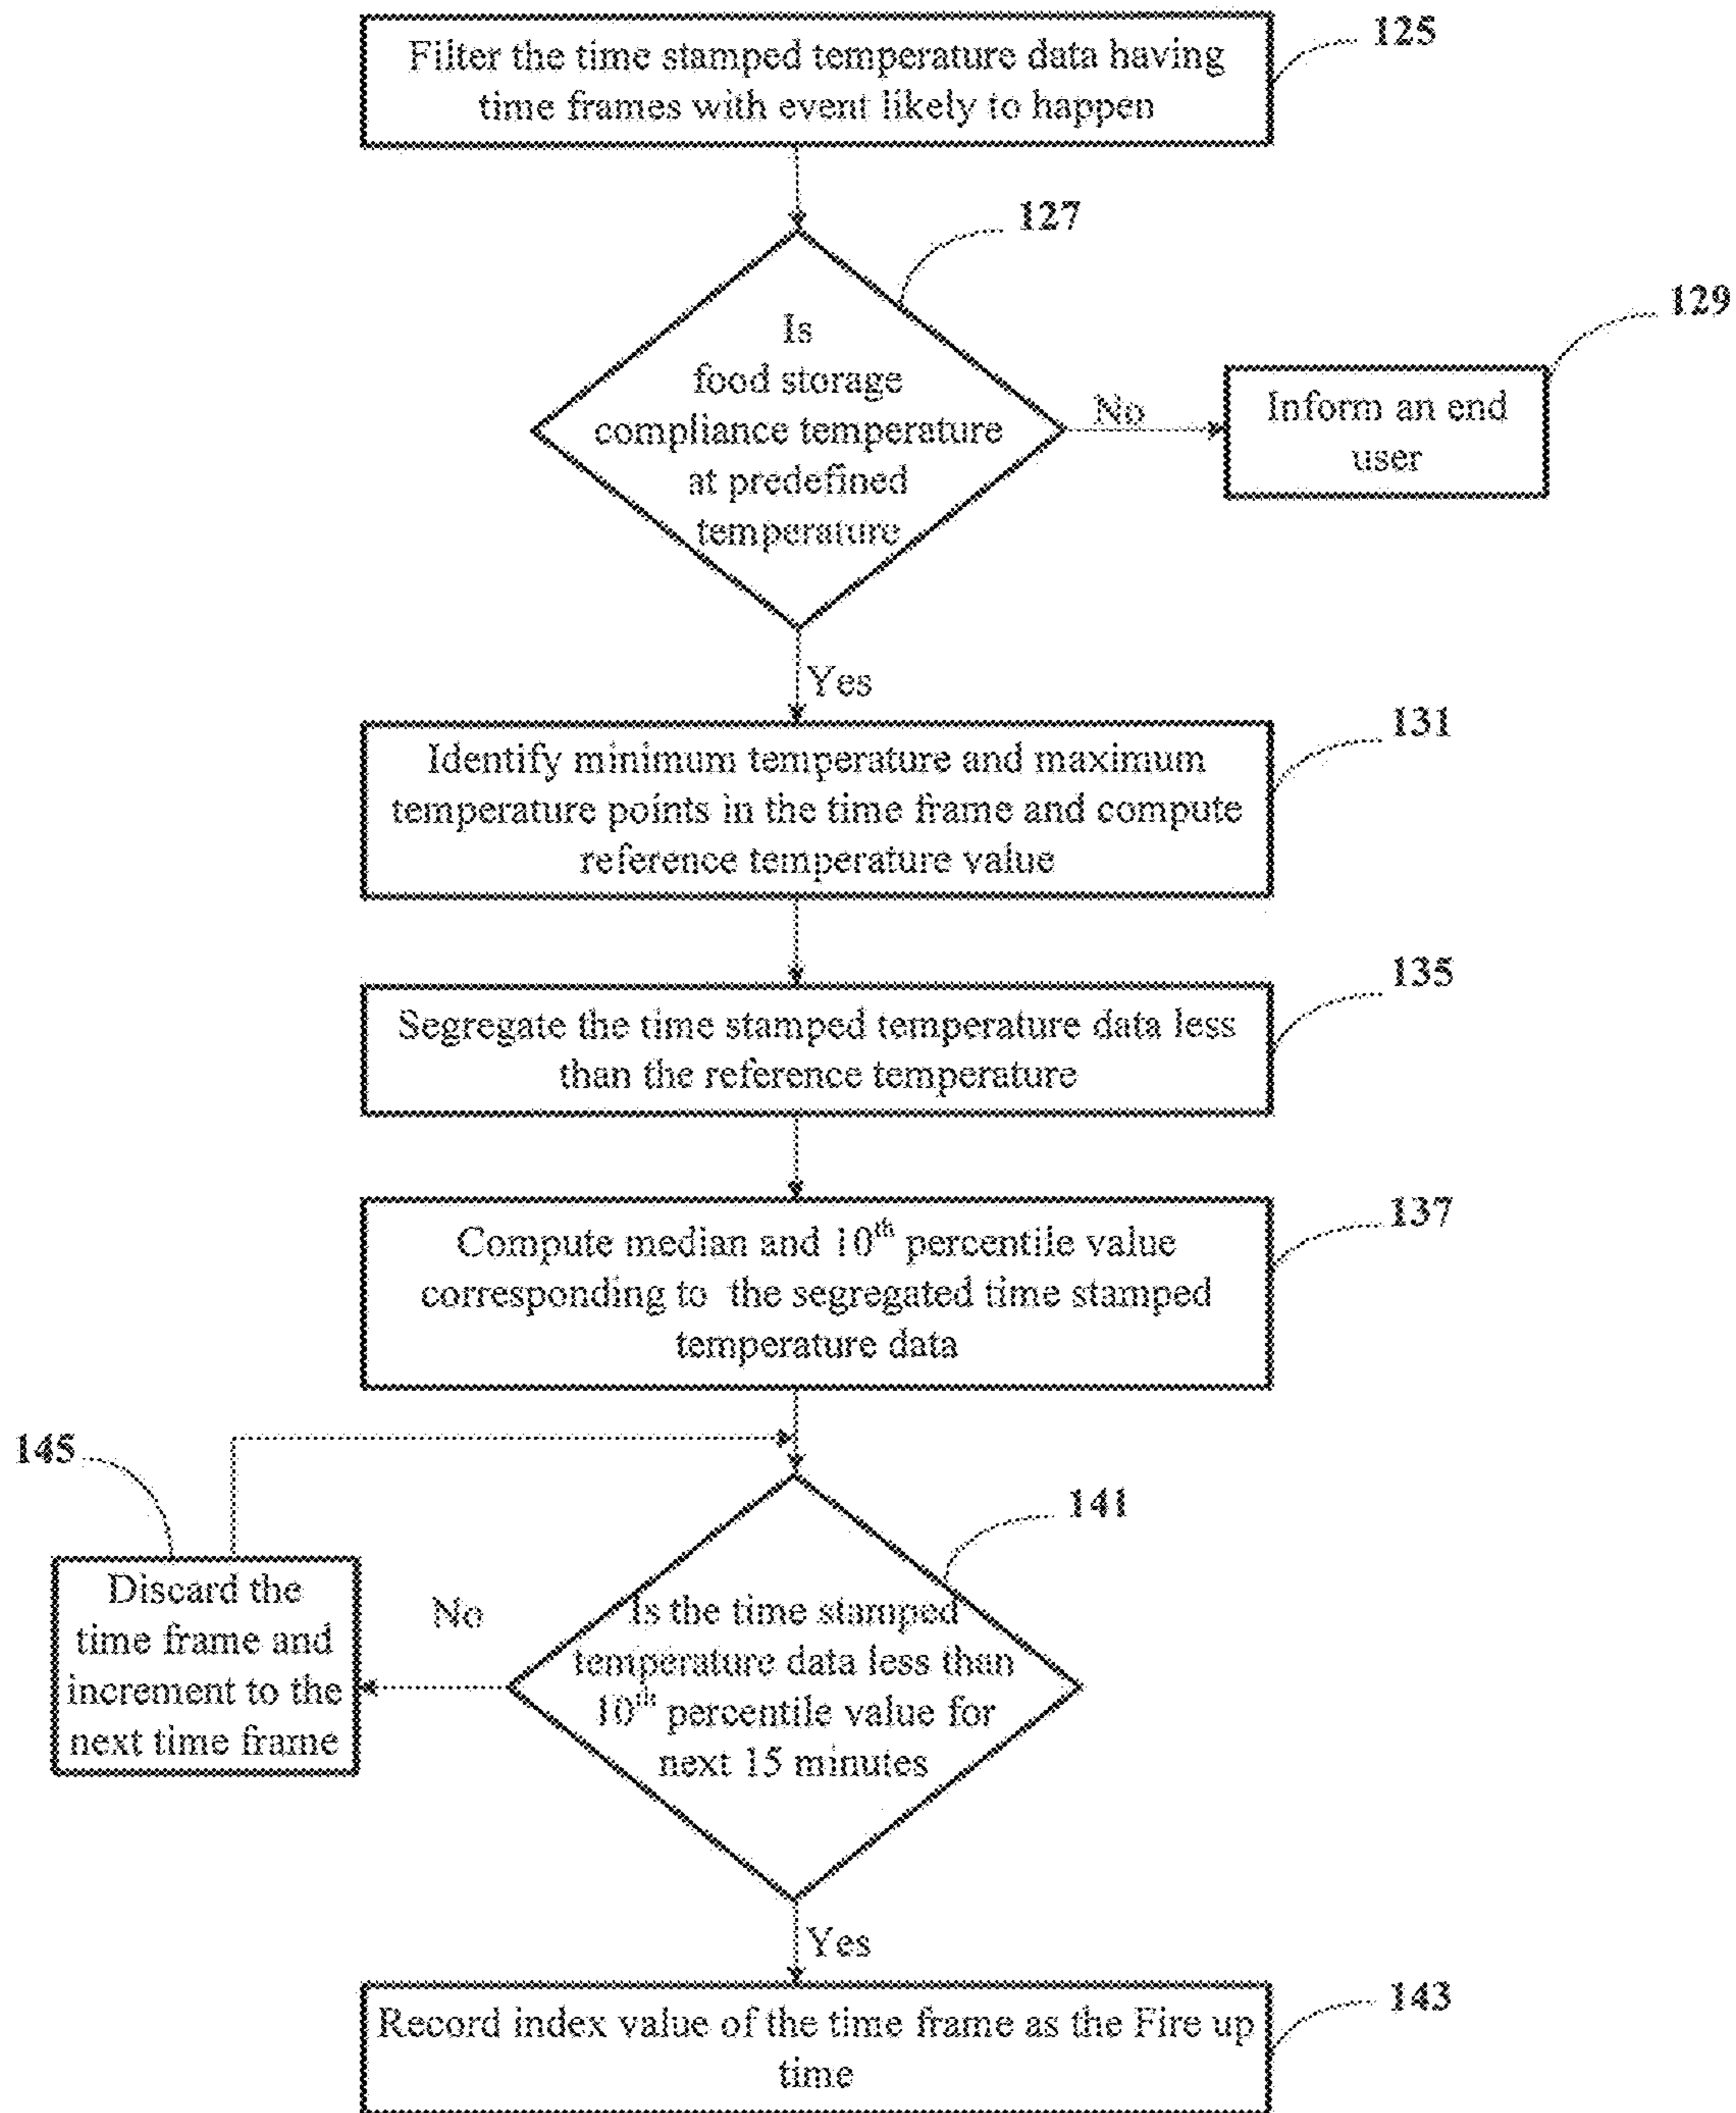 125
Filter the time stamped temperature data having
time frames with event likely to happen
127
129
Is
food storage
compliance temperature
at predefined
temperature
No
Inform an end
user
Yes
131
Identify minimum temperature and maximum
temperature points in the time frame and compute
reference temperature value
135
Segregate the time stamped temperature data less
than the reference temperature
137
Compute median and 10th percentile value
corresponding to the segregated time stamped
temperature data
145
141
Discard the
time frame and
increment to the
next time frame
No
Is the time stamped
temperature data less than
10th percentile value for
next 15 minutes
Yes
143
Record index value of the time frame as the Fire up
time